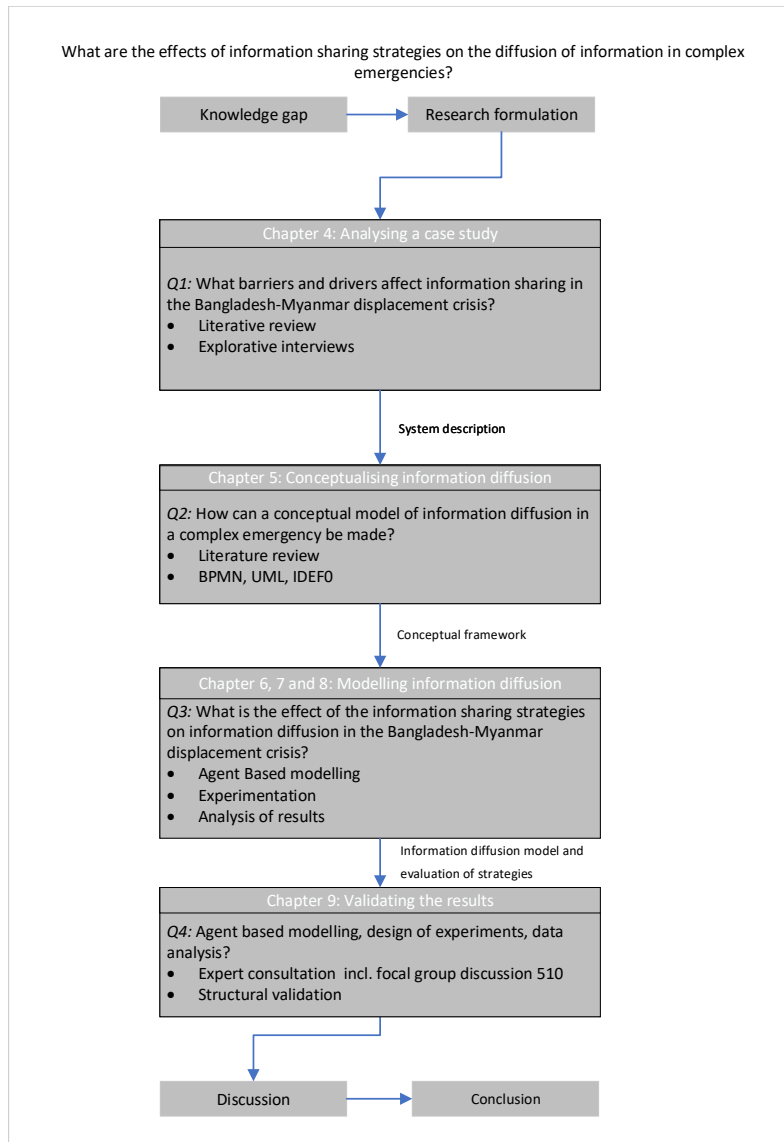 What are the effects of information sharing strategies on the diffusion of information in complex
emergencies?
Knowledge gap
Research formulation
Chapter 4: Analysing a case study
Q1: What barriers and drivers affect information sharing in
the Bangladesh-Myanmar displacement crisis?
• Literative review
• Explorative interviews
System description
Chapter 5: Conceptualising information diffusion
Q2: How can a conceptual model of information diffusion in
a complex emergency be made?
• Literature review
• BPMN, UML, IDEF0
Conceptual framework
Chapter 6, 7 and 8: Modelling information diffusion
Q3: What is the effect of the information sharing strategies
on information diffusion in the Bangladesh-Myanmar
displacement crisis?
• Agent Based modelling
• Experimentation
• Analysis of results
Information diffusion model and
evaluation of strategies
Chapter 9: Validating the results
Q4: Agent based modelling, design of experiments, data
analysis?
• Expert consultation incl. focal group discussion 510
• Structural validation
Discussion
Conclusion